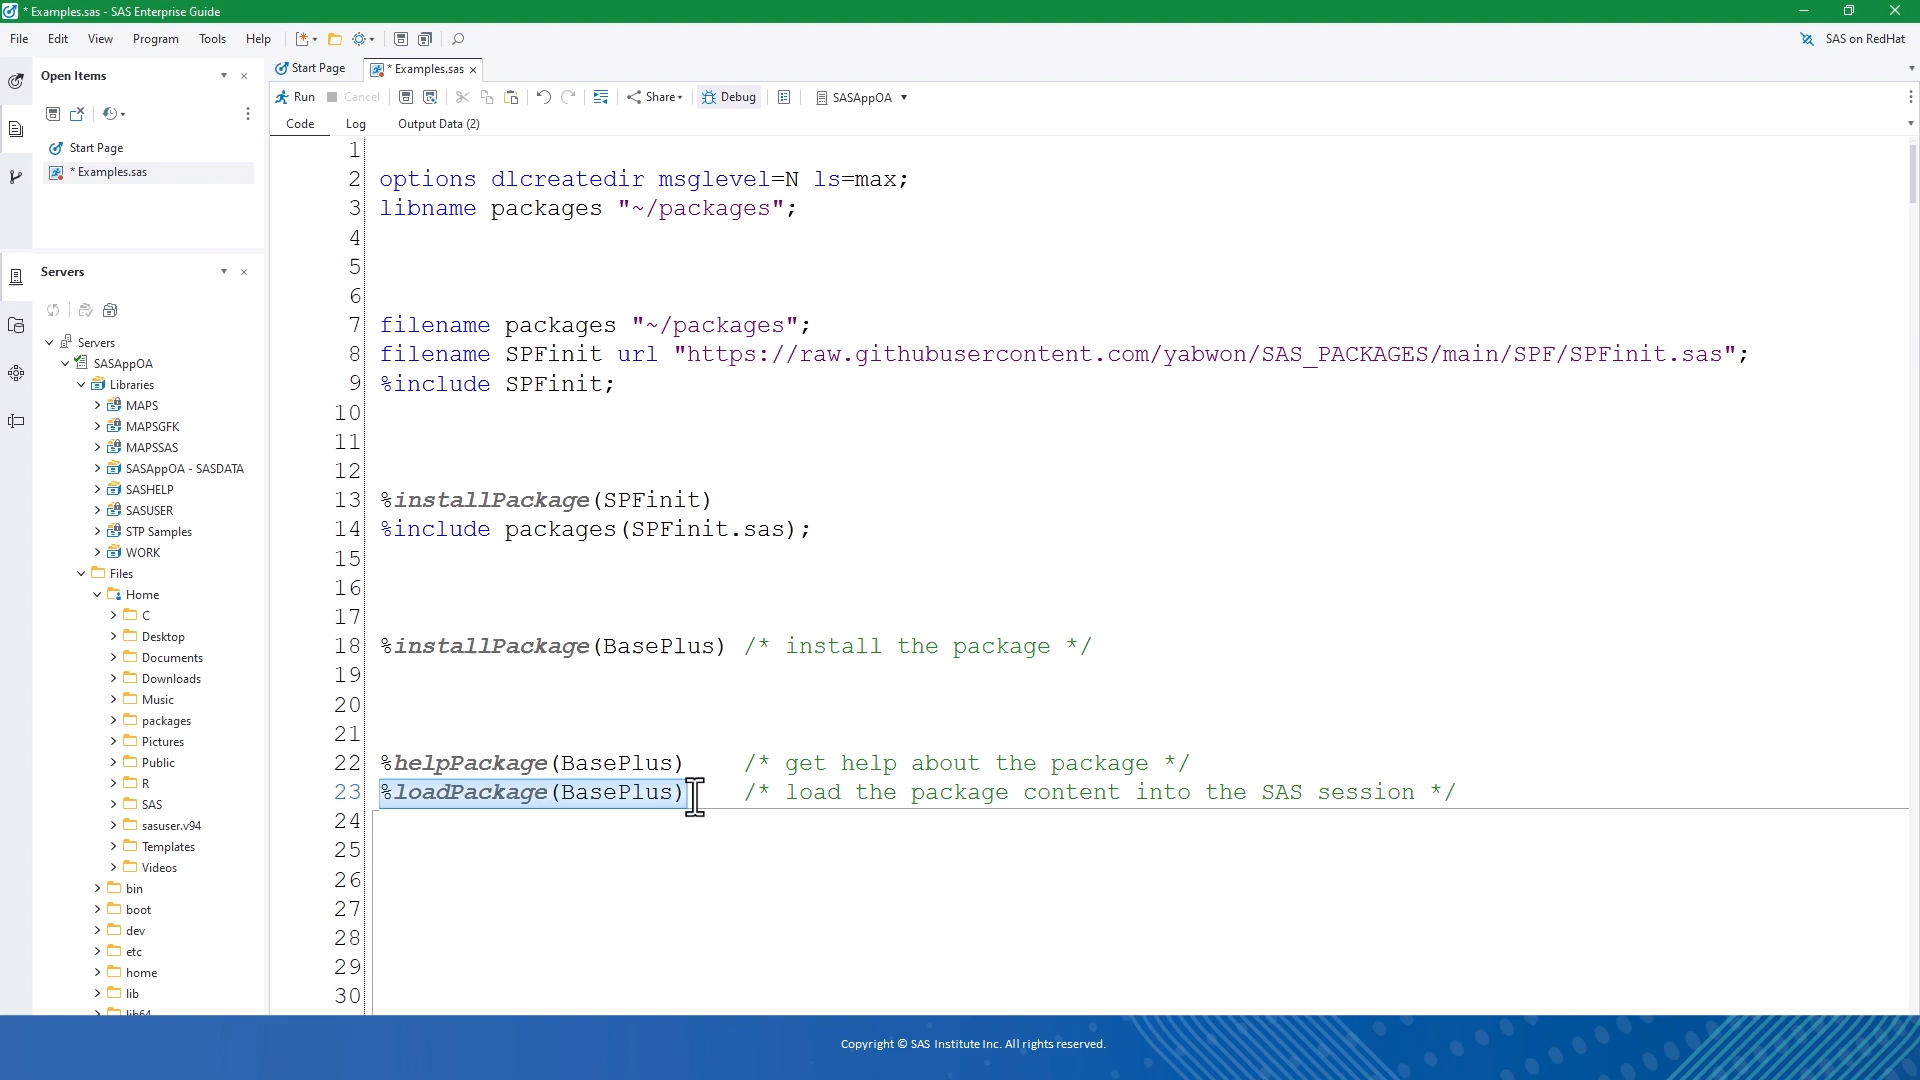 * Examples.sas - SAS Enterprise Guide
File Edit View Program Tools Help
SAS on RedHat
Open Items
Start Page
* Examples.sas
Start Page
* Examples.sas
Run Cancel Share Debug SASAppOA
Code Log Output Data (2)
Servers
Servers
SASAppOA
Libraries
MAPS
MAPSGFK
MAPSSAS
SASAppOA - SASDATA
SASHELP
SASUSER
STP Samples
WORK
Files
Home
C
Desktop
Documents
Downloads
Music
packages
Pictures
Public
R
SAS
sasuser.v94
Templates
Videos
bin
boot
dev
etc
home
lib
lib64
1
2 options dlcreatedir msglevel=N ls=max;
3 libname packages "~/packages";
4
5
6
7 filename packages "~/packages";
8 filename SPFinit url "https://raw.githubusercontent.com/yabwon/SAS_PACKAGES/main/SPF/SPFinit.sas";
9 %include SPFinit;
10
11
12
13 %installPackage(SPFinit)
14 %include packages(SPFinit.sas);
15
16
17
18 %installPackage(BasePlus) /* install the package */
19
20
21
22 %helpPackage(BasePlus) /* get help about the package */
23 %loadPackage(BasePlus) /* load the package content into the SAS session */
24
25
26
27
28
29
30
Copyright © SAS Institute Inc. All rights reserved.